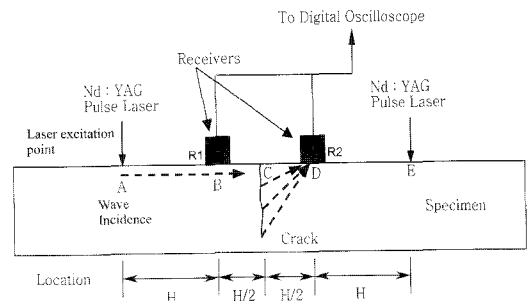 To Digital Oscilloscope
Receivers
Nd : YAG
Pulse Laser
Nd : YAG
Pulse Laser
Laser excitation
point
R1
R2
A
B
C
D
E
Wave
Incidence
Specimen
Crack
Location
H
H/2
H/2
H